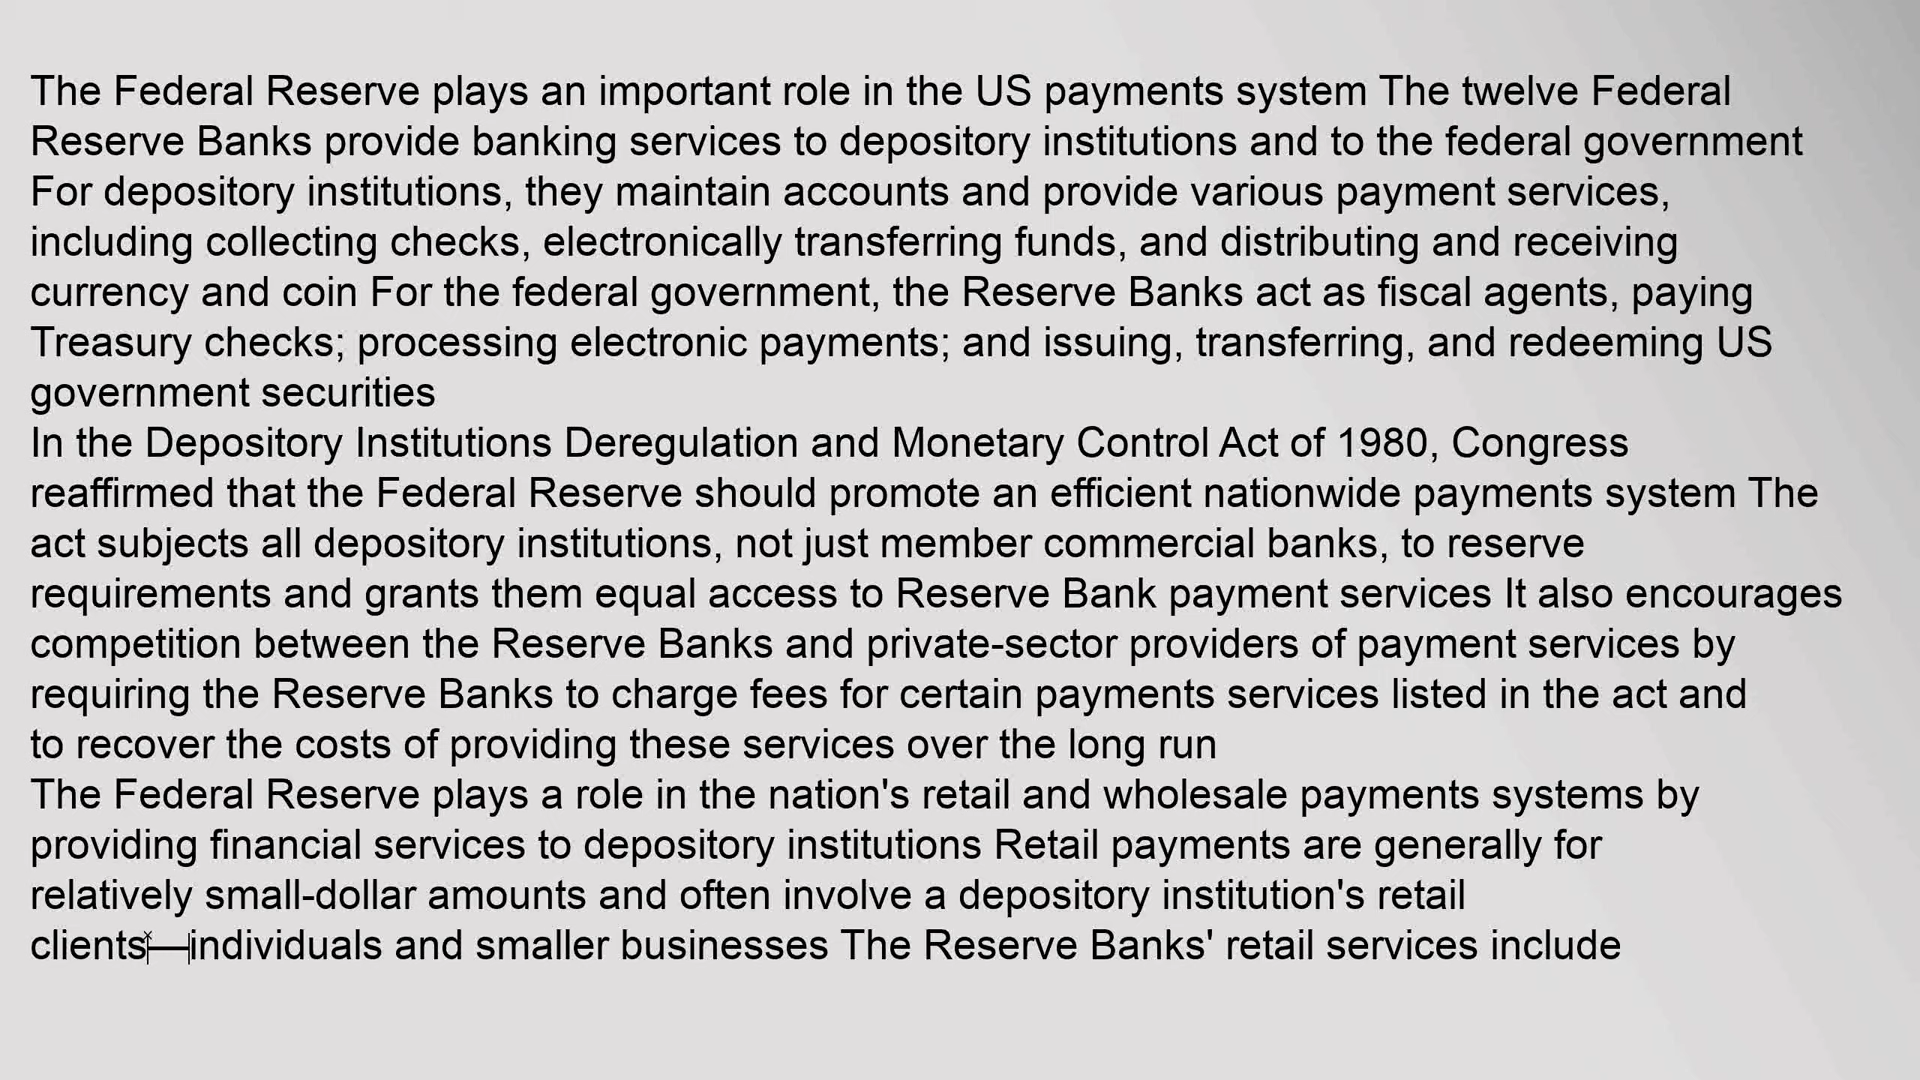 The Federal Reserve plays an important role in the US payments system The twelve Federal
Reserve Banks provide banking services to depository institutions and to the federal government
For depository institutions, they maintain accounts and provide various payment services,
including collecting checks, electronically transferring funds, and distributing and receiving
currency and coin For the federal government, the Reserve Banks act as fiscal agents, paying
Treasury checks; processing electronic payments; and issuing, transferring, and redeeming US
government securities
In the Depository Institutions Deregulation and Monetary Control Act of 1980, Congress
reaffirmed that the Federal Reserve should promote an efficient nationwide payments system The
act subjects all depository institutions, not just member commercial banks, to reserve
requirements and grants them equal access to Reserve Bank payment services It also encourages
competition between the Reserve Banks and private-sector providers of payment services by
requiring the Reserve Banks to charge fees for certain payments services listed in the act and
to recover the costs of providing these services over the long run
The Federal Reserve plays a role in the nation's retail and wholesale payments systems by
providing financial services to depository institutions Retail payments are generally for
relatively small-dollar amounts and often involve a depository institution's retail
clients—individuals and smaller businesses The Reserve Banks' retail services include